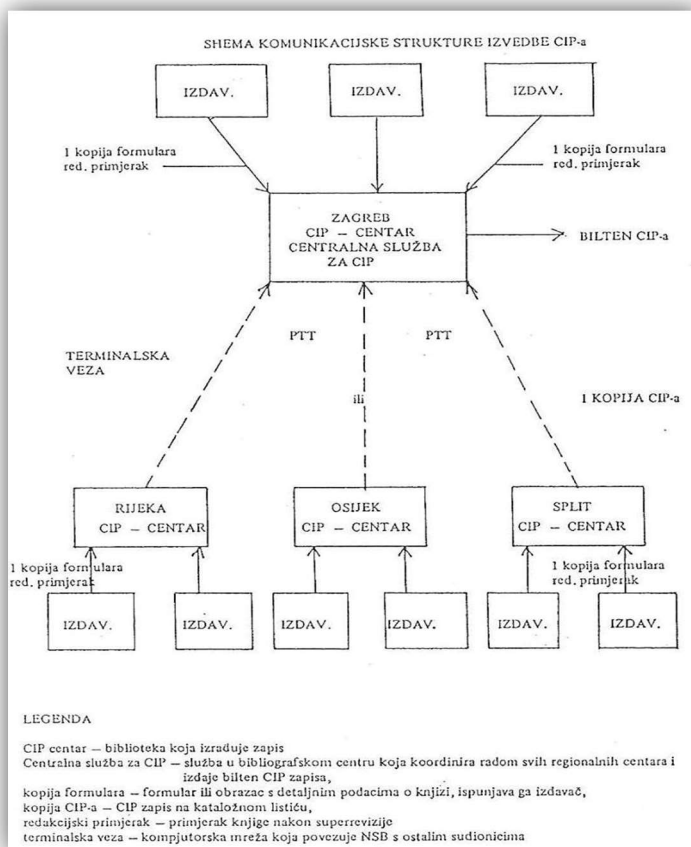 SHEMA KOMUNIKACIJSKE STRUKTURE IZVEDBE CIP-a
IZDAV.
IZDAV.
IZDAV.
1 kopija formulara
red. primjerak
1 kopija formulara
red. primjerak
ZAGREB
CIP – CENTAR
CENTRALNA SLUŽBA
ZA CIP
BILTEN CIP-a
PTT
PTT
TERMINALSKA
VEZA
ili
1 KOPIJA CIP-a
RIJEKA
CIP – CENTAR
OSIJEK
CIP – CENTAR
SPLIT
CIP – CENTAR
1 kopija formulara
red. primjerak
1 kopija formulara
red. primjerak
IZDAV.
IZDAV.
IZDAV.
IZDAV.
IZDAV.
IZDAV.
LEGENDA
CIP centar – biblioteka koja izrađuje zapis
Centralna služba za CIP – služba u bibliografskom centru koja koordinira radom svih regionalnih centara i
izdaje bilten CIP zapisa,
kopija formulara – formular ili obrazac s detaljnim podacima o knjizi, ispunjava ga izdavač,
kopija CIP-a – CIP zapis na kataložnom listiću,
redakcijski primjerak – primjerak knjige nakon superrevizije
terminalska veza – kompjutorska mreža koja povezuje NSB s ostalim sudionicima